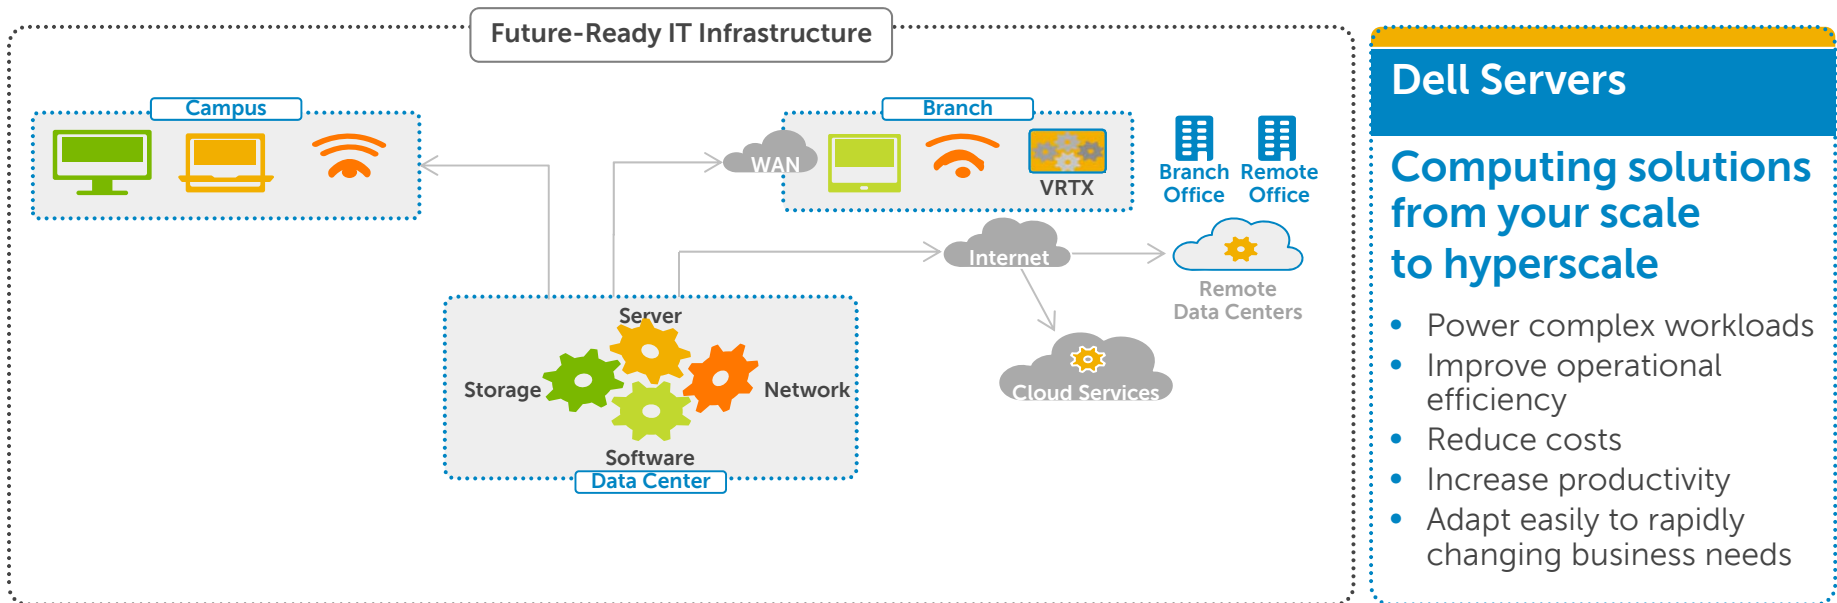 Future-Ready IT Infrastructure
Campus
Branch
WAN
VRTX
Branch
Office
Remote
Office
Internet
Remote
Data Centers
Cloud Services
Server
Storage
Network
Software
Data Center
Dell Servers
Computing solutions
from your scale
to hyperscale
• Power complex workloads
• Improve operational
efficiency
• Reduce costs
• Increase productivity
• Adapt easily to rapidly
changing business needs